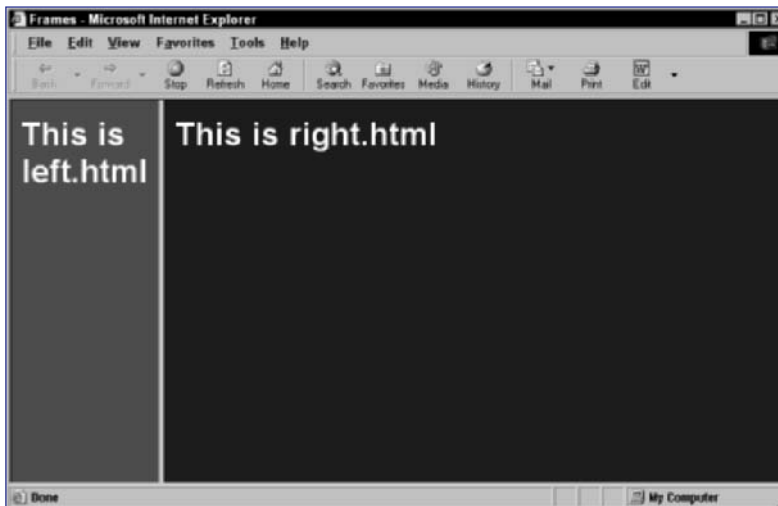 Frames - Microsoft Internet Explorer
File Edit View Favorites Tools Help
Back Forward Stop Refresh Home Search Favorites Media History Mail Print Edit
This is
left.html
This is right.html
Done My Computer